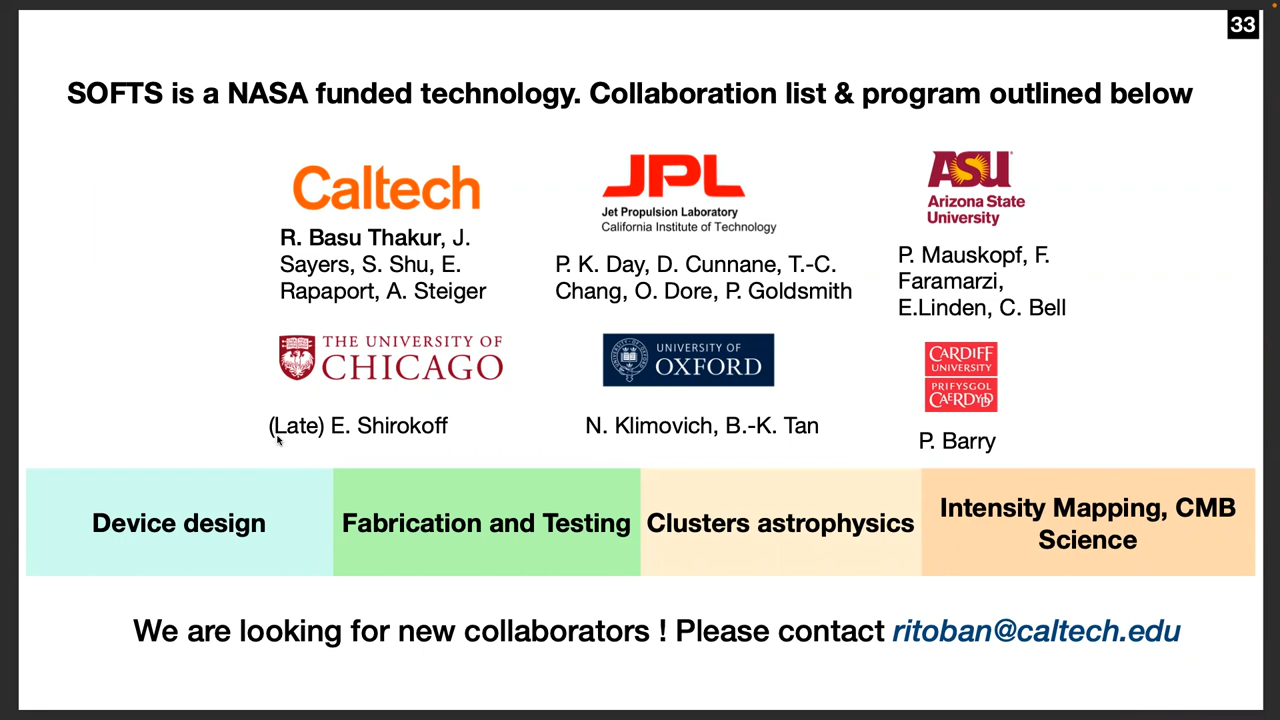 33
SOFTS is a NASA funded technology. Collaboration list & program outlined below
Caltech
R. Basu Thakur, J.
Sayers, S. Shu, E.
Rapaport, A. Steiger
JPL
Jet Propulsion Laboratory
California Institute of Technology
P. K. Day, D. Cunnane, T.-C.
Chang, O. Dore, P. Goldsmith
ASU
Arizona State
University
P. Mauskopf, F.
Faramarzi,
E.Linden, C. Bell
THE UNIVERSITY OF
CHICAGO
(Late) E. Shirokoff
UNIVERSITY OF
OXFORD
N. Klimovich, B.-K. Tan
CARDIFF
UNIVERSITY
PRIFYSGOL
CAERDYDD
P. Barry
Device design
Fabrication and Testing
Clusters astrophysics
Intensity Mapping, CMB
Science
We are looking for new collaborators ! Please contact ritoban@caltech.edu